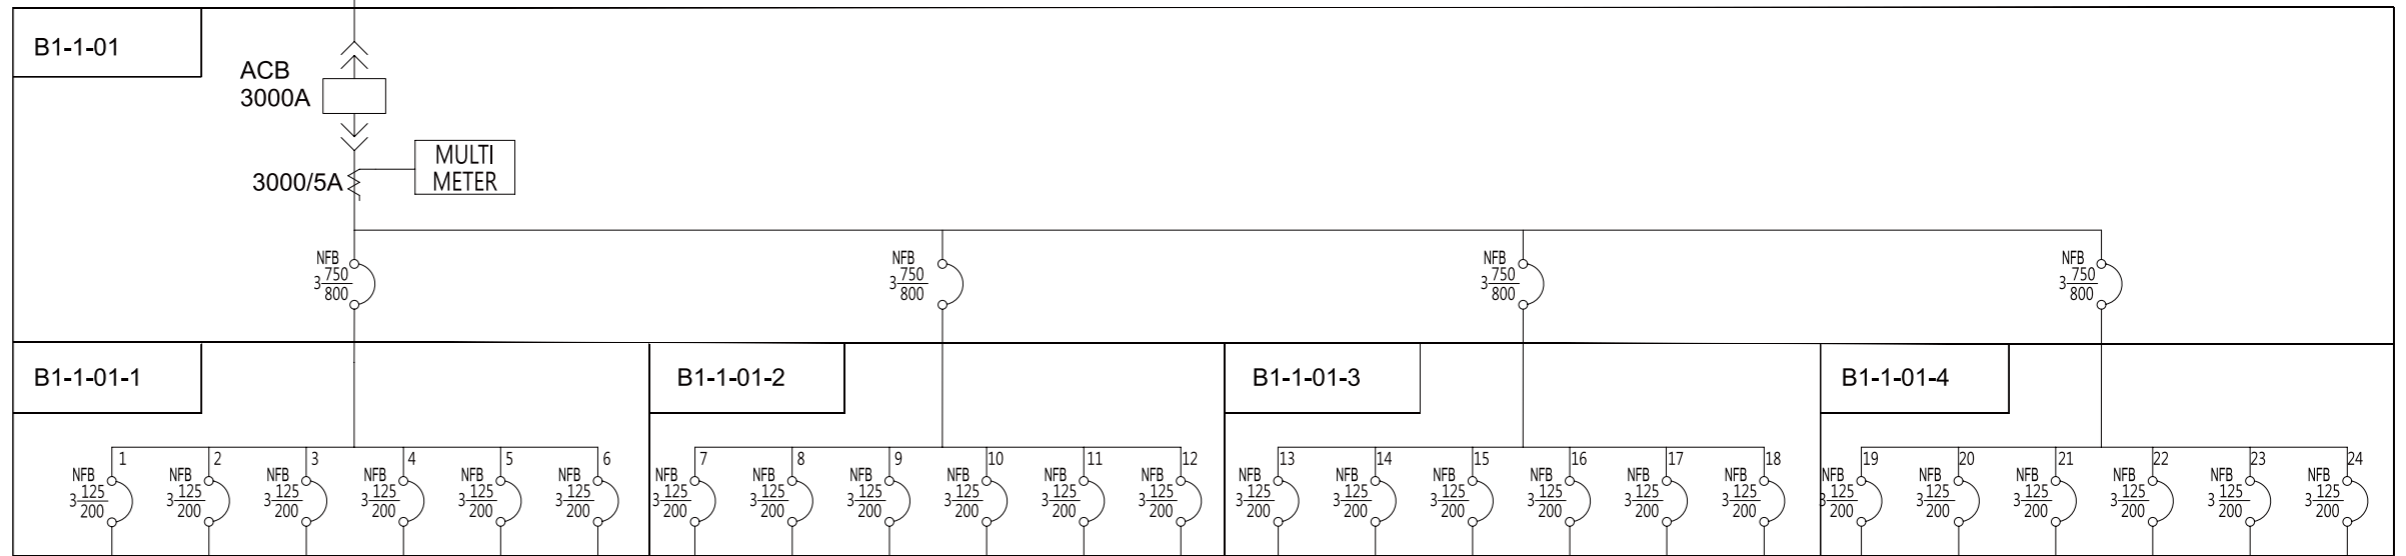 B1-1-01
ACB
3000A
MULTI
METER
3000/5A
NFB
3 750
800
NFB
3 750
800
NFB
3 750
800
NFB
3 750
800
B1-1-01-1
B1-1-01-2
B1-1-01-3
B1-1-01-4
1
NFB
3 125
200
2
NFB
3 125
200
3
NFB
3 125
200
4
NFB
3 125
200
5
NFB
3 125
200
6
NFB
3 125
200
7
NFB
3 125
200
8
NFB
3 125
200
9
NFB
3 125
200
10
NFB
3 125
200
11
NFB
3 125
200
12
NFB
3 125
200
13
NFB
3 125
200
14
NFB
3 125
200
15
NFB
3 125
200
16
NFB
3 125
200
17
NFB
3 125
200
18
NFB
3 125
200
19
NFB
3 125
200
20
NFB
3 125
200
21
NFB
3 125
200
22
NFB
3 125
200
23
NFB
3 125
200
24
NFB
3 125
200